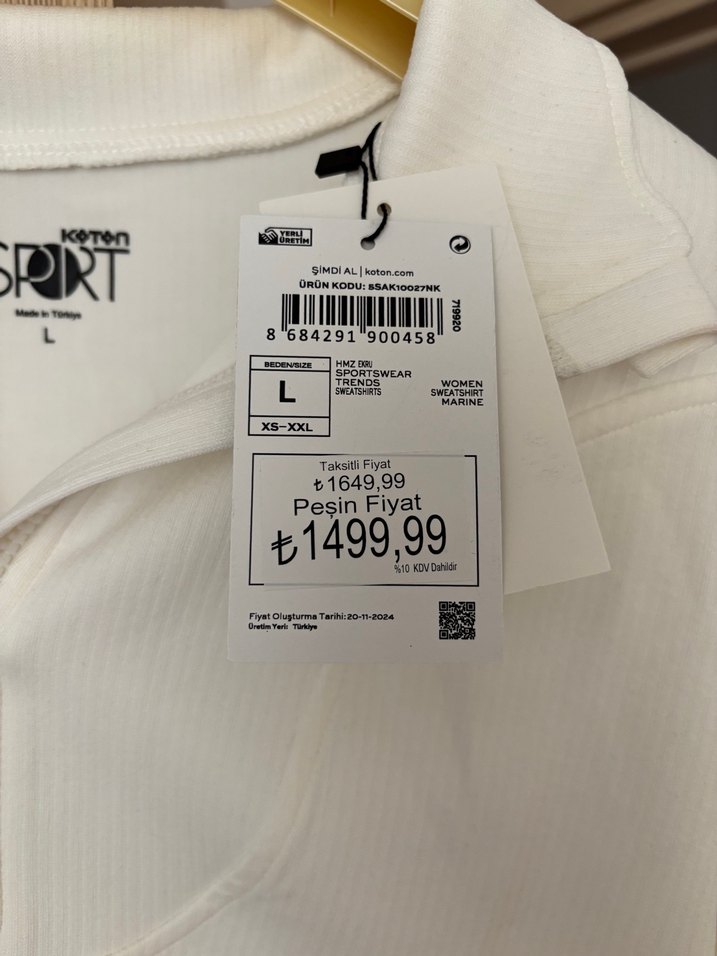 KOTON
SPORT
Made in Türkiye
L
YERLİ
ÜRETİM
ŞİMDİ AL | koton.com
ÜRÜN KODU: 5SAK10027NK
8 684291 900458
719920
BEDEN/SIZE
L
XS-XXL
HMZ EKRU
SPORTSWEAR
TRENDS
SWEATSHIRTS
WOMEN
SWEATSHIRT
MARINE
Taksitli Fiyat
₺1649,99
Peşin Fiyat
₺1499,99
%10 KDV Dahildir
Fiyat Oluşturma Tarihi: 20-11-2024
Üretim Yeri: Türkiye